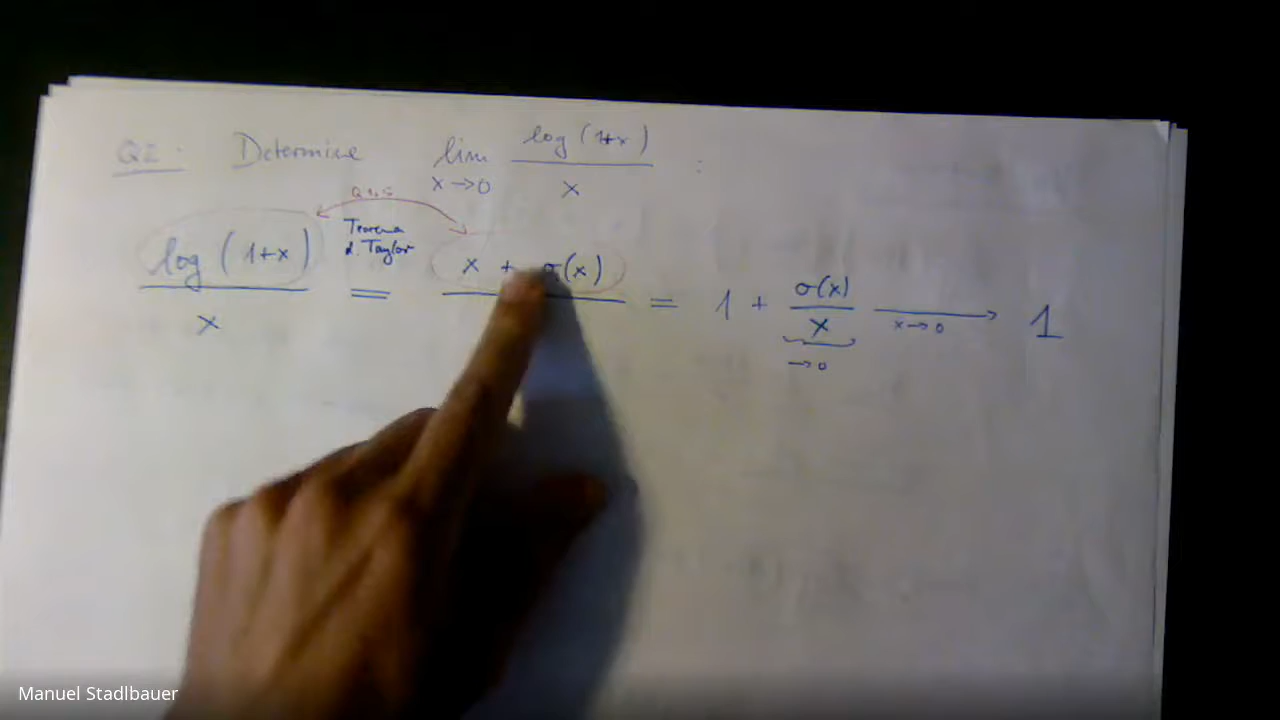 Q2. Determine lim x→0 log(1+x) / x :
Teorema d. Taylor
log(1+x) / x = x + o(x) = 1 + o(x) / x →0 x→0 1
Manuel Stadlbauer